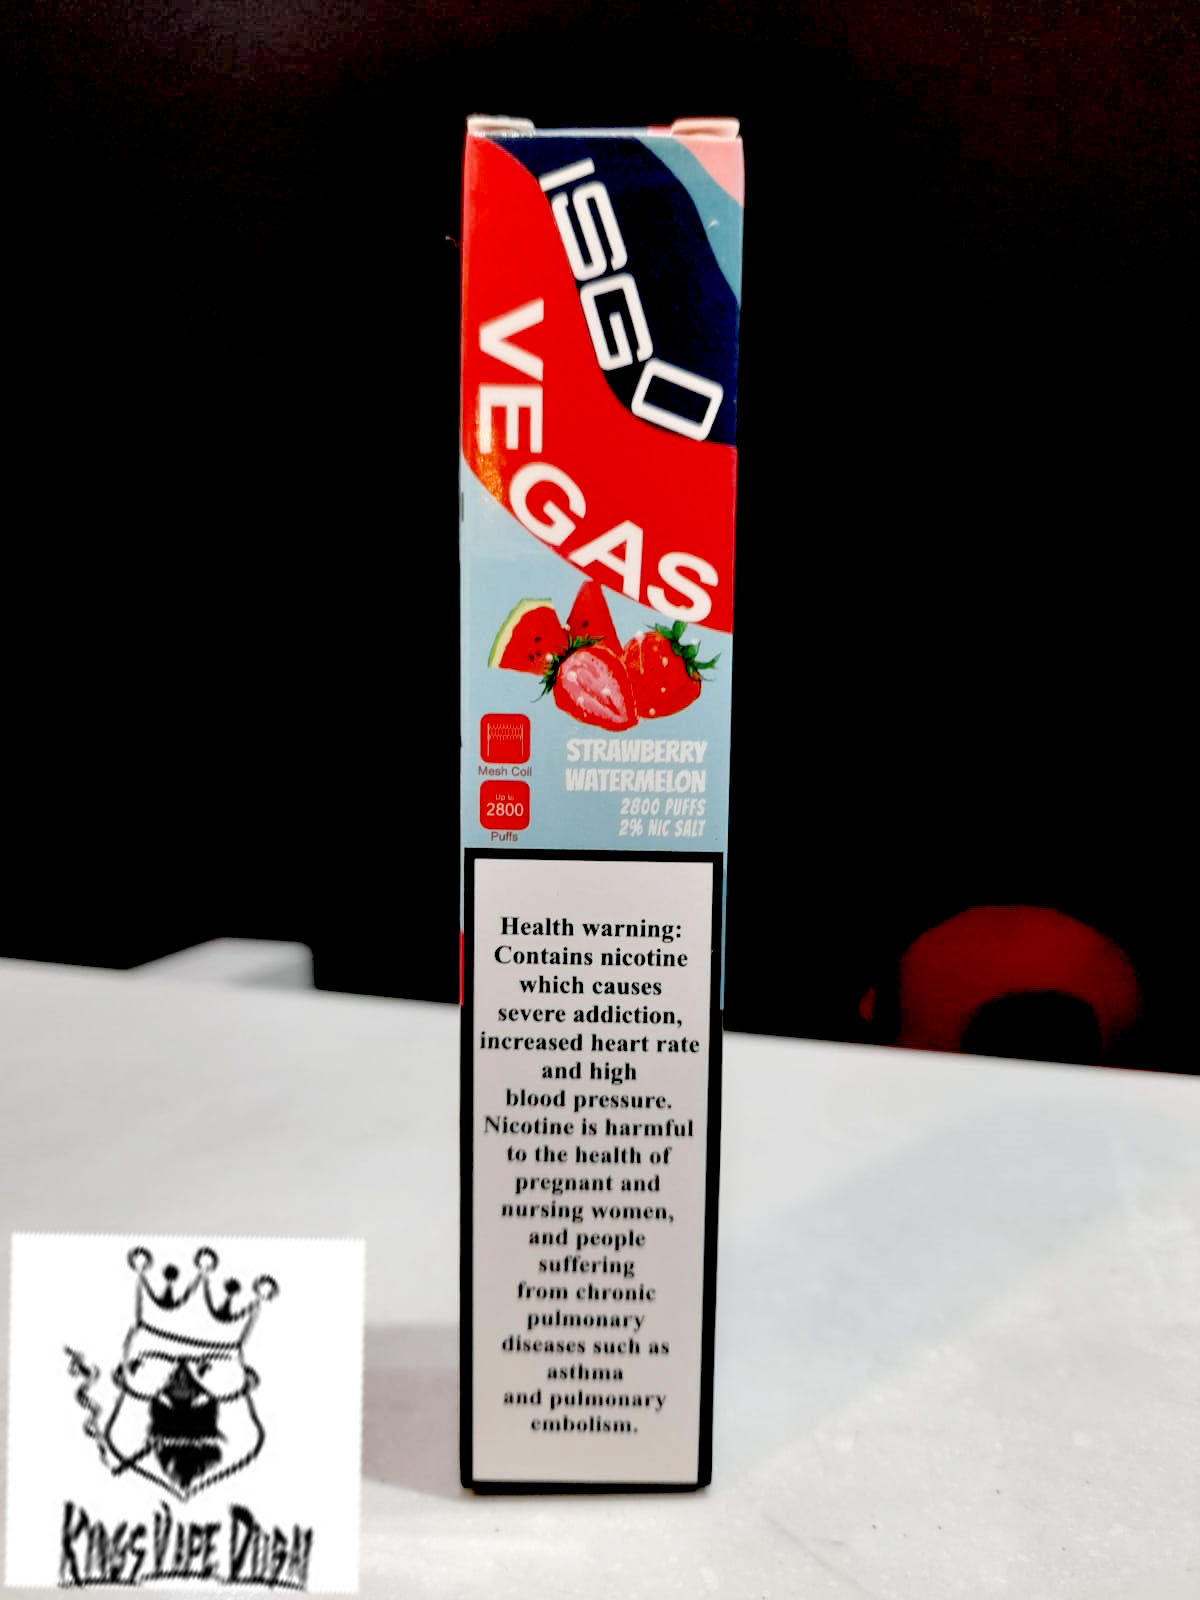 ISGO
VEGAS
Mesh Coil
Up to
2800
Puffs
STRAWBERRY
WATERMELON
2800 PUFFS
2% NIC SALT
Health warning:
Contains nicotine
which causes
severe addiction,
increased heart rate
and high
blood pressure.
Nicotine is harmful
to the health of
pregnant and
nursing women,
and people
suffering
from chronic
pulmonary
diseases such as
asthma
and pulmonary
embolism.
KINGS VAPE DUBAI